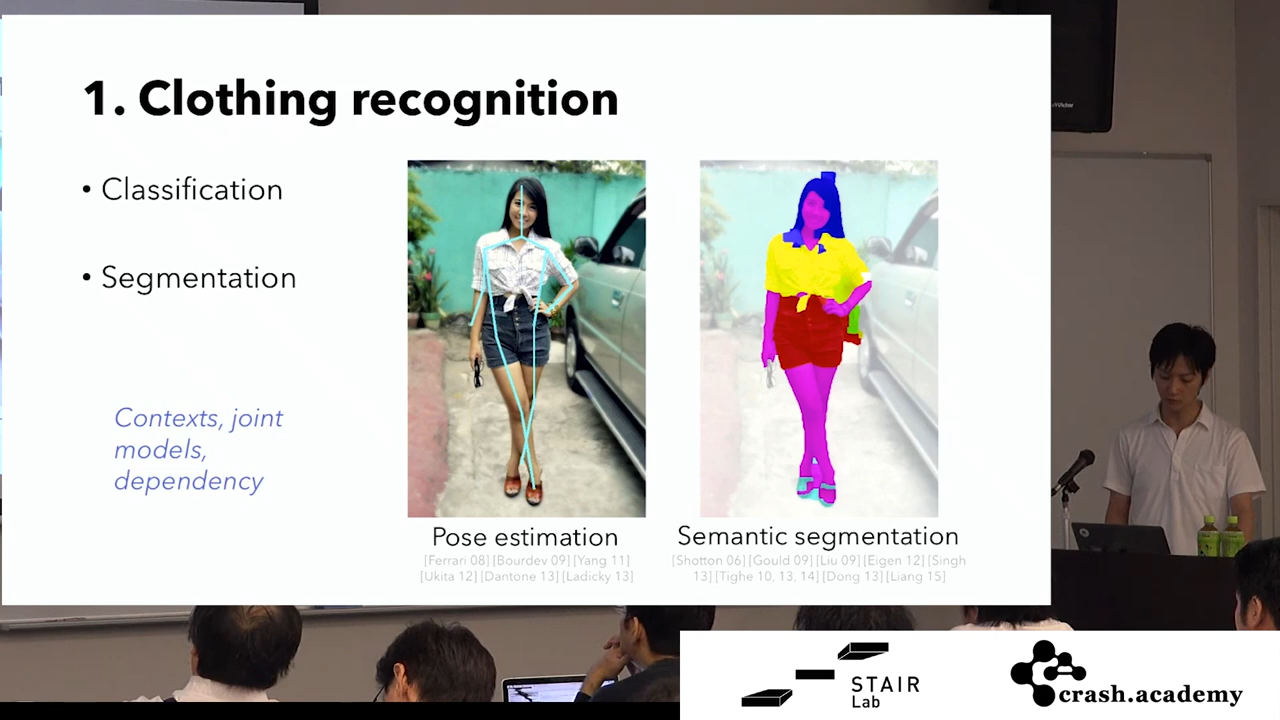 1. Clothing recognition
• Classification
• Segmentation
Contexts, joint
models,
dependency
Pose estimation
[Ferrari 08] [Bourdev 09] [Yang 11]
[Ukita 12] [Dantone 13] [Ladicky 13]
Semantic segmentation
[Shotton 06] [Gould 09] [Liu 09] [Eigen 12] [Singh
13] [Tighe 10, 13, 14] [Dong 13] [Liang 15]
STAIR
Lab
crash.academy